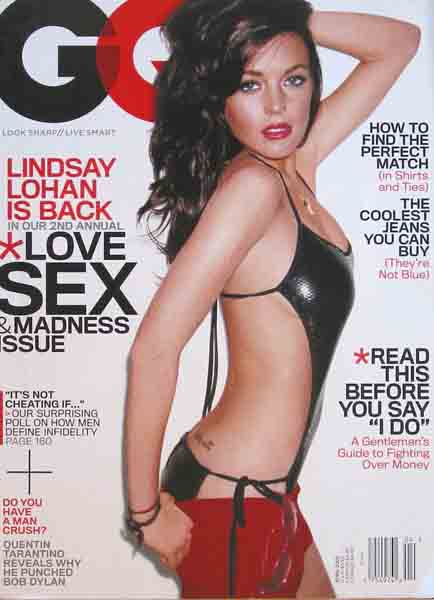 GQ
LOOK SHARP//LIVE SMART
LINDSAY
LOHAN
IS BACK
IN OUR 2ND ANNUAL
*LOVE
SEX
& MADNESS
ISSUE
"IT'S NOT
CHEATING IF..."
OUR SURPRISING
POLL ON HOW MEN
DEFINE INFIDELITY
PAGE 160
DO YOU
HAVE A
MAN
CRUSH?
QUENTIN
TARANTINO
REVEALS WHY
HE PUNCHED
BOB DYLAN
HOW TO
FIND THE
PERFECT
MATCH
(in Shirts
and Ties)
THE
COOLEST
JEANS
YOU CAN
BUY
(They're
Not Blue)
*READ
THIS
BEFORE
YOU SAY
"I DO"
A Gentleman's
Guide to Fighting
Over Money